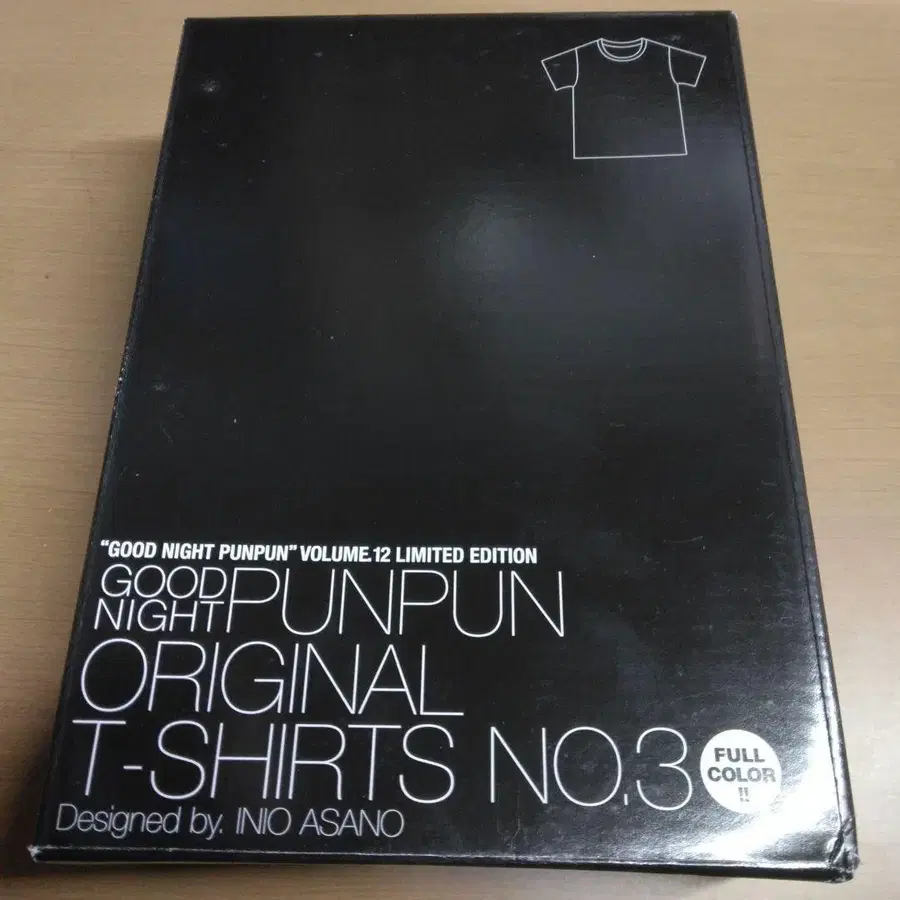 “GOOD NIGHT PUNPUN” VOLUME.12 LIMITED EDITION
GOOD NIGHT PUNPUN
ORIGINAL
T-SHIRTS NO.3
FULL
COLOR
!!
Designed by. INIO ASANO